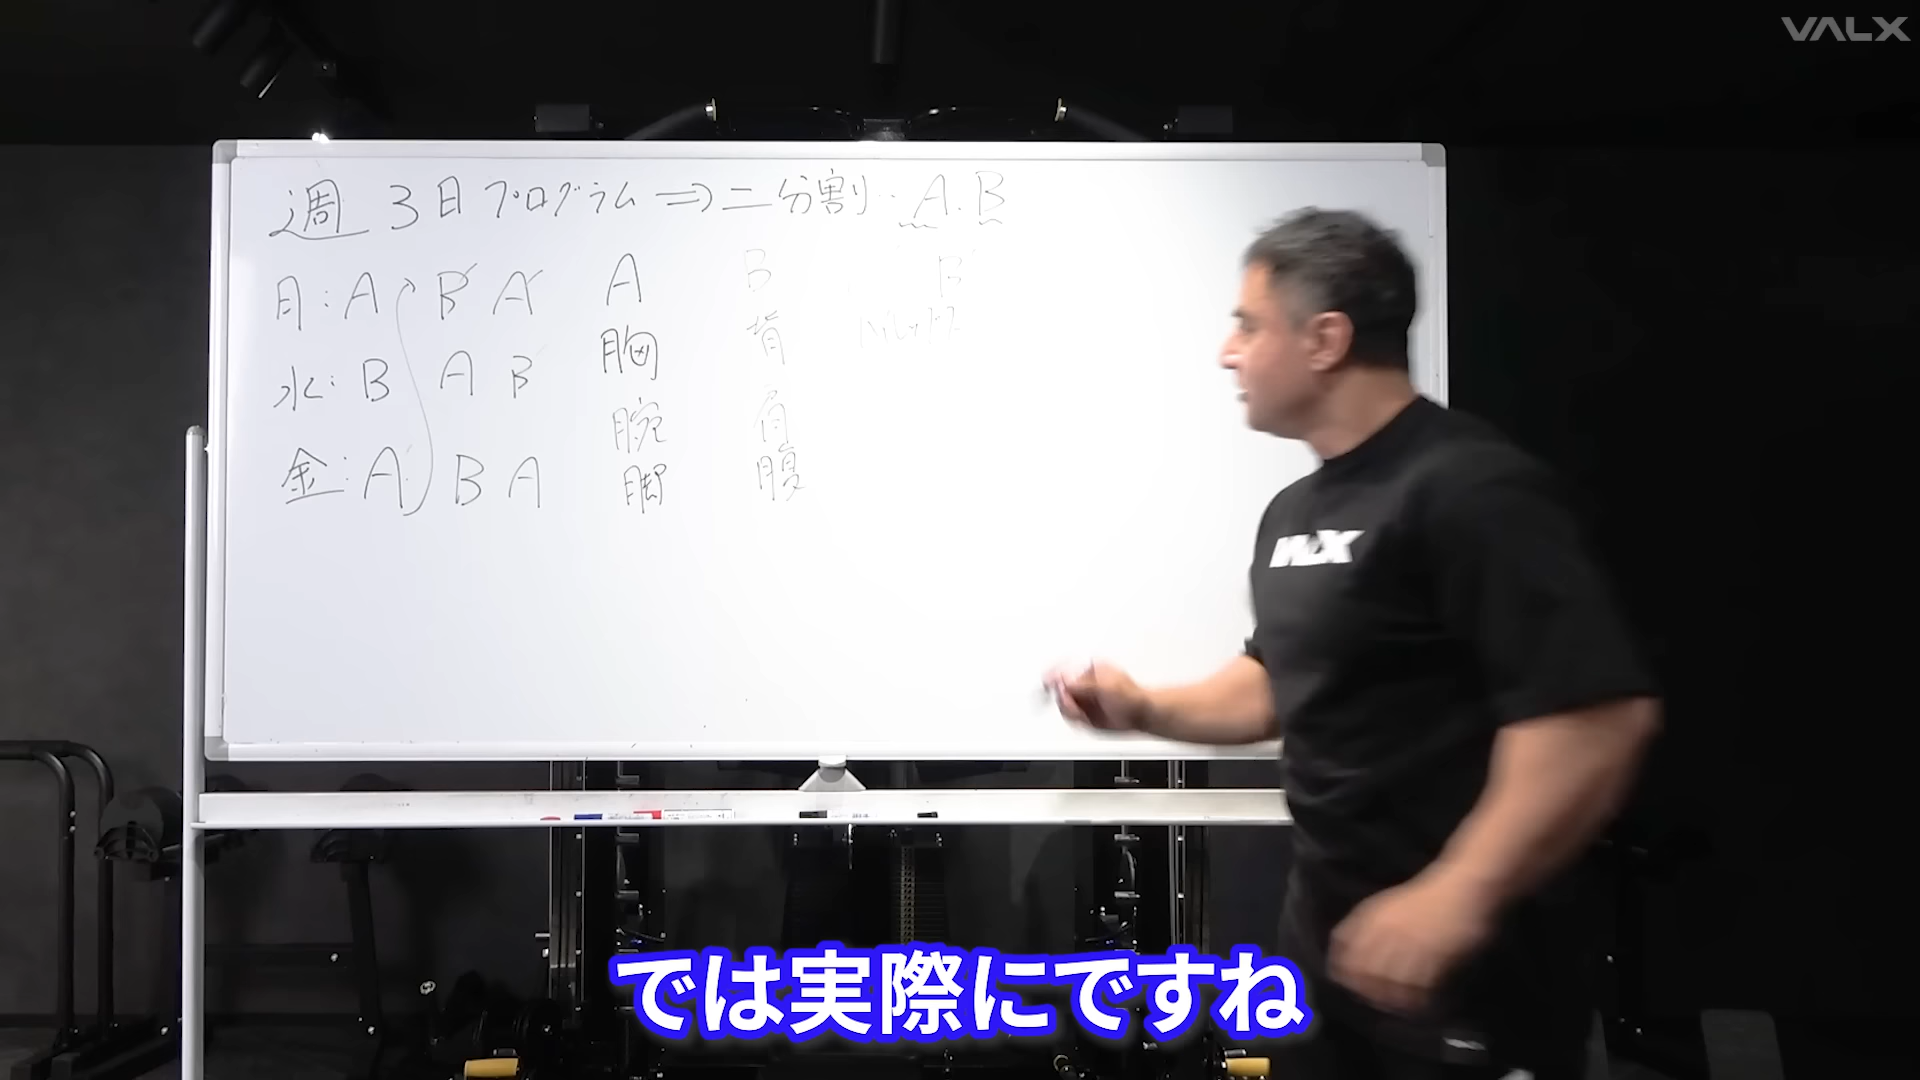 VALX
週3日プログラム⇒二分割‥A.B
月:A B A A B B
胸 背
水:B A B
腕 肩
金:A B A 脚 腹
VALX
では実際にですね